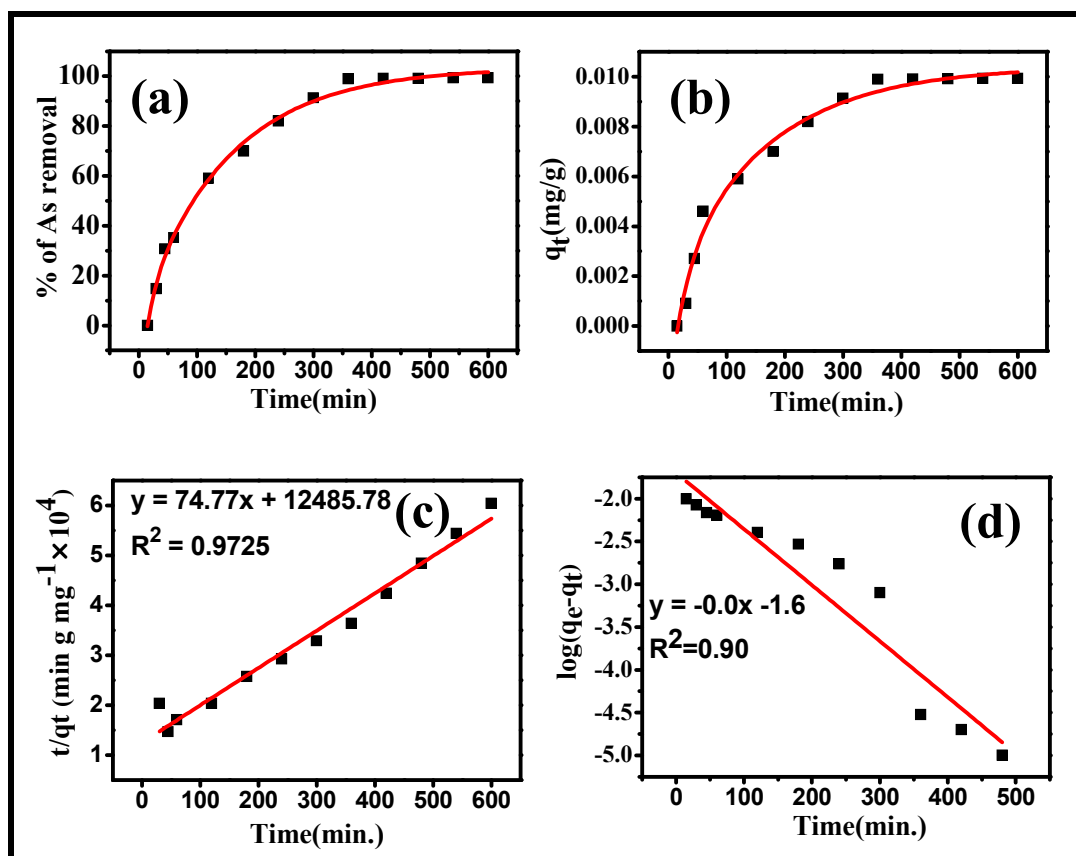 (a)
% of As removal
100
80
60
40
20
0
0 100 200 300 400 500 600
Time(min)
(b)
qt(mg/g)
0.010
0.008
0.006
0.004
0.002
0.000
0 100 200 300 400 500 600
Time(min.)
y = 74.77x + 12485.78
(c)
R² = 0.9725
t/qt (min g mg⁻¹ × 10⁴)
6
5
4
3
2
1
0 100 200 300 400 500 600
Time(min.)
(d)
log(qe-qt)
-2.0
-2.5
-3.0
-3.5
-4.0
-4.5
-5.0
y = -0.0x -1.6
R²=0.90
0 100 200 300 400 500
Time(min.)